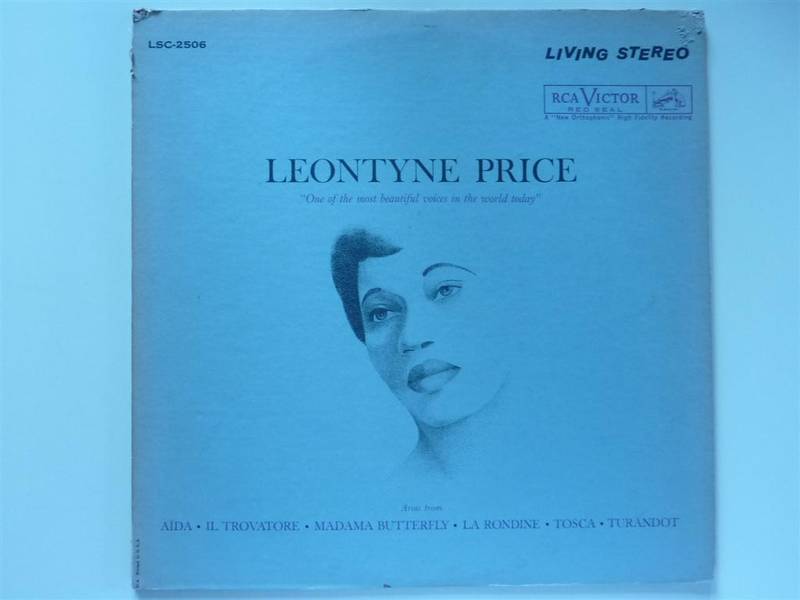 LSC-2506
LIVING STEREO
RCA VICTOR
RED SEAL
A "New Orthophonic" High Fidelity Recording
LEONTYNE PRICE
"One of the most beautiful voices in the world today"
Arias from
AÏDA • IL TROVATORE • MADAMA BUTTERFLY • LA RONDINE • TOSCA • TURANDOT